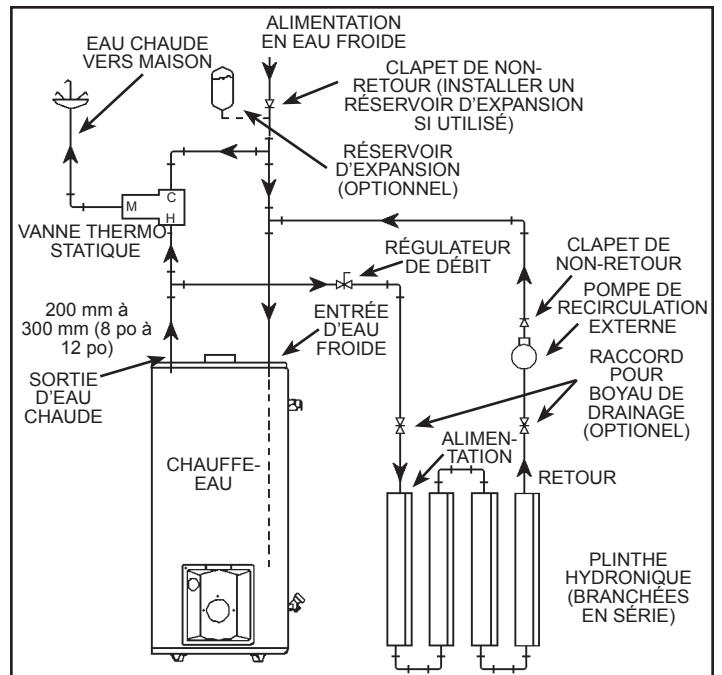 ALIMENTATION
EN EAU FROIDE
EAU CHAUDE
VERS MAISON
CLAPET DE NON-
RETOUR (INSTALLER UN
RÉSERVOIR D'EXPANSION
SI UTILISÉ)
RÉSERVOIR
D'EXPANSION
(OPTIONNEL)
C
M
H
VANNE THERMO
STATIQUE
RÉGULATEUR
DE DÉBIT
CLAPET DE
NON-RETOUR
POMPE DE
RECIRCULATION
EXTERNE
200 mm à
300 mm (8 po à
12 po)
ENTRÉE
D'EAU
FROIDE
SORTIE
D'EAU
CHAUDE
RACCORD
POUR
BOYAU DE
DRAINAGE
(OPTIONEL)
ALIMEN-
TATION
CHAUFFE-
EAU
RETOUR
PLINTHE
HYDRONIQUE
(BRANCHÉES
EN SÉRIE)